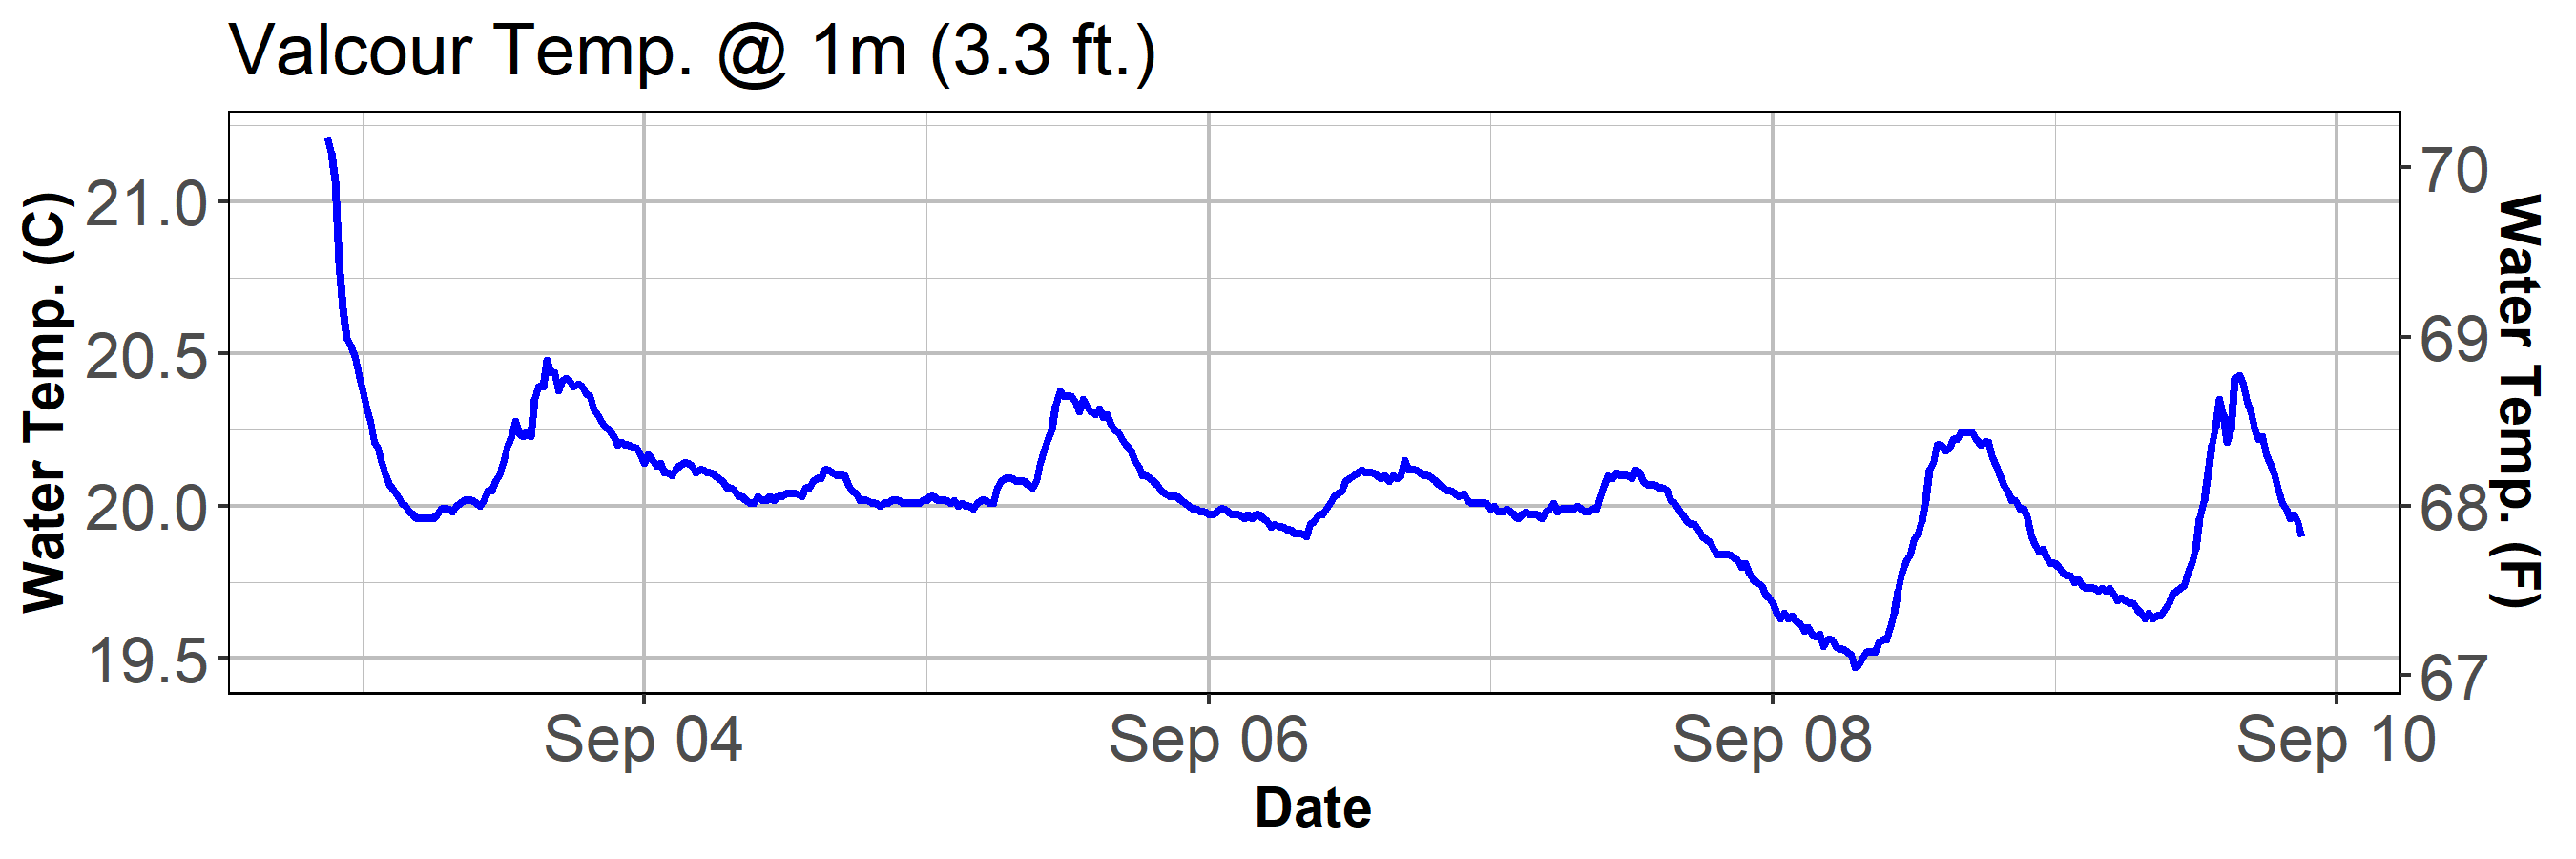 Valcour Temp. @ 1m (3.3 ft.)
Water Temp. (C)
21.0
20.5
20.0
19.5
70
69
68
67
Water Temp. (F)
Sep 04
Sep 06
Sep 08
Sep 10
Date